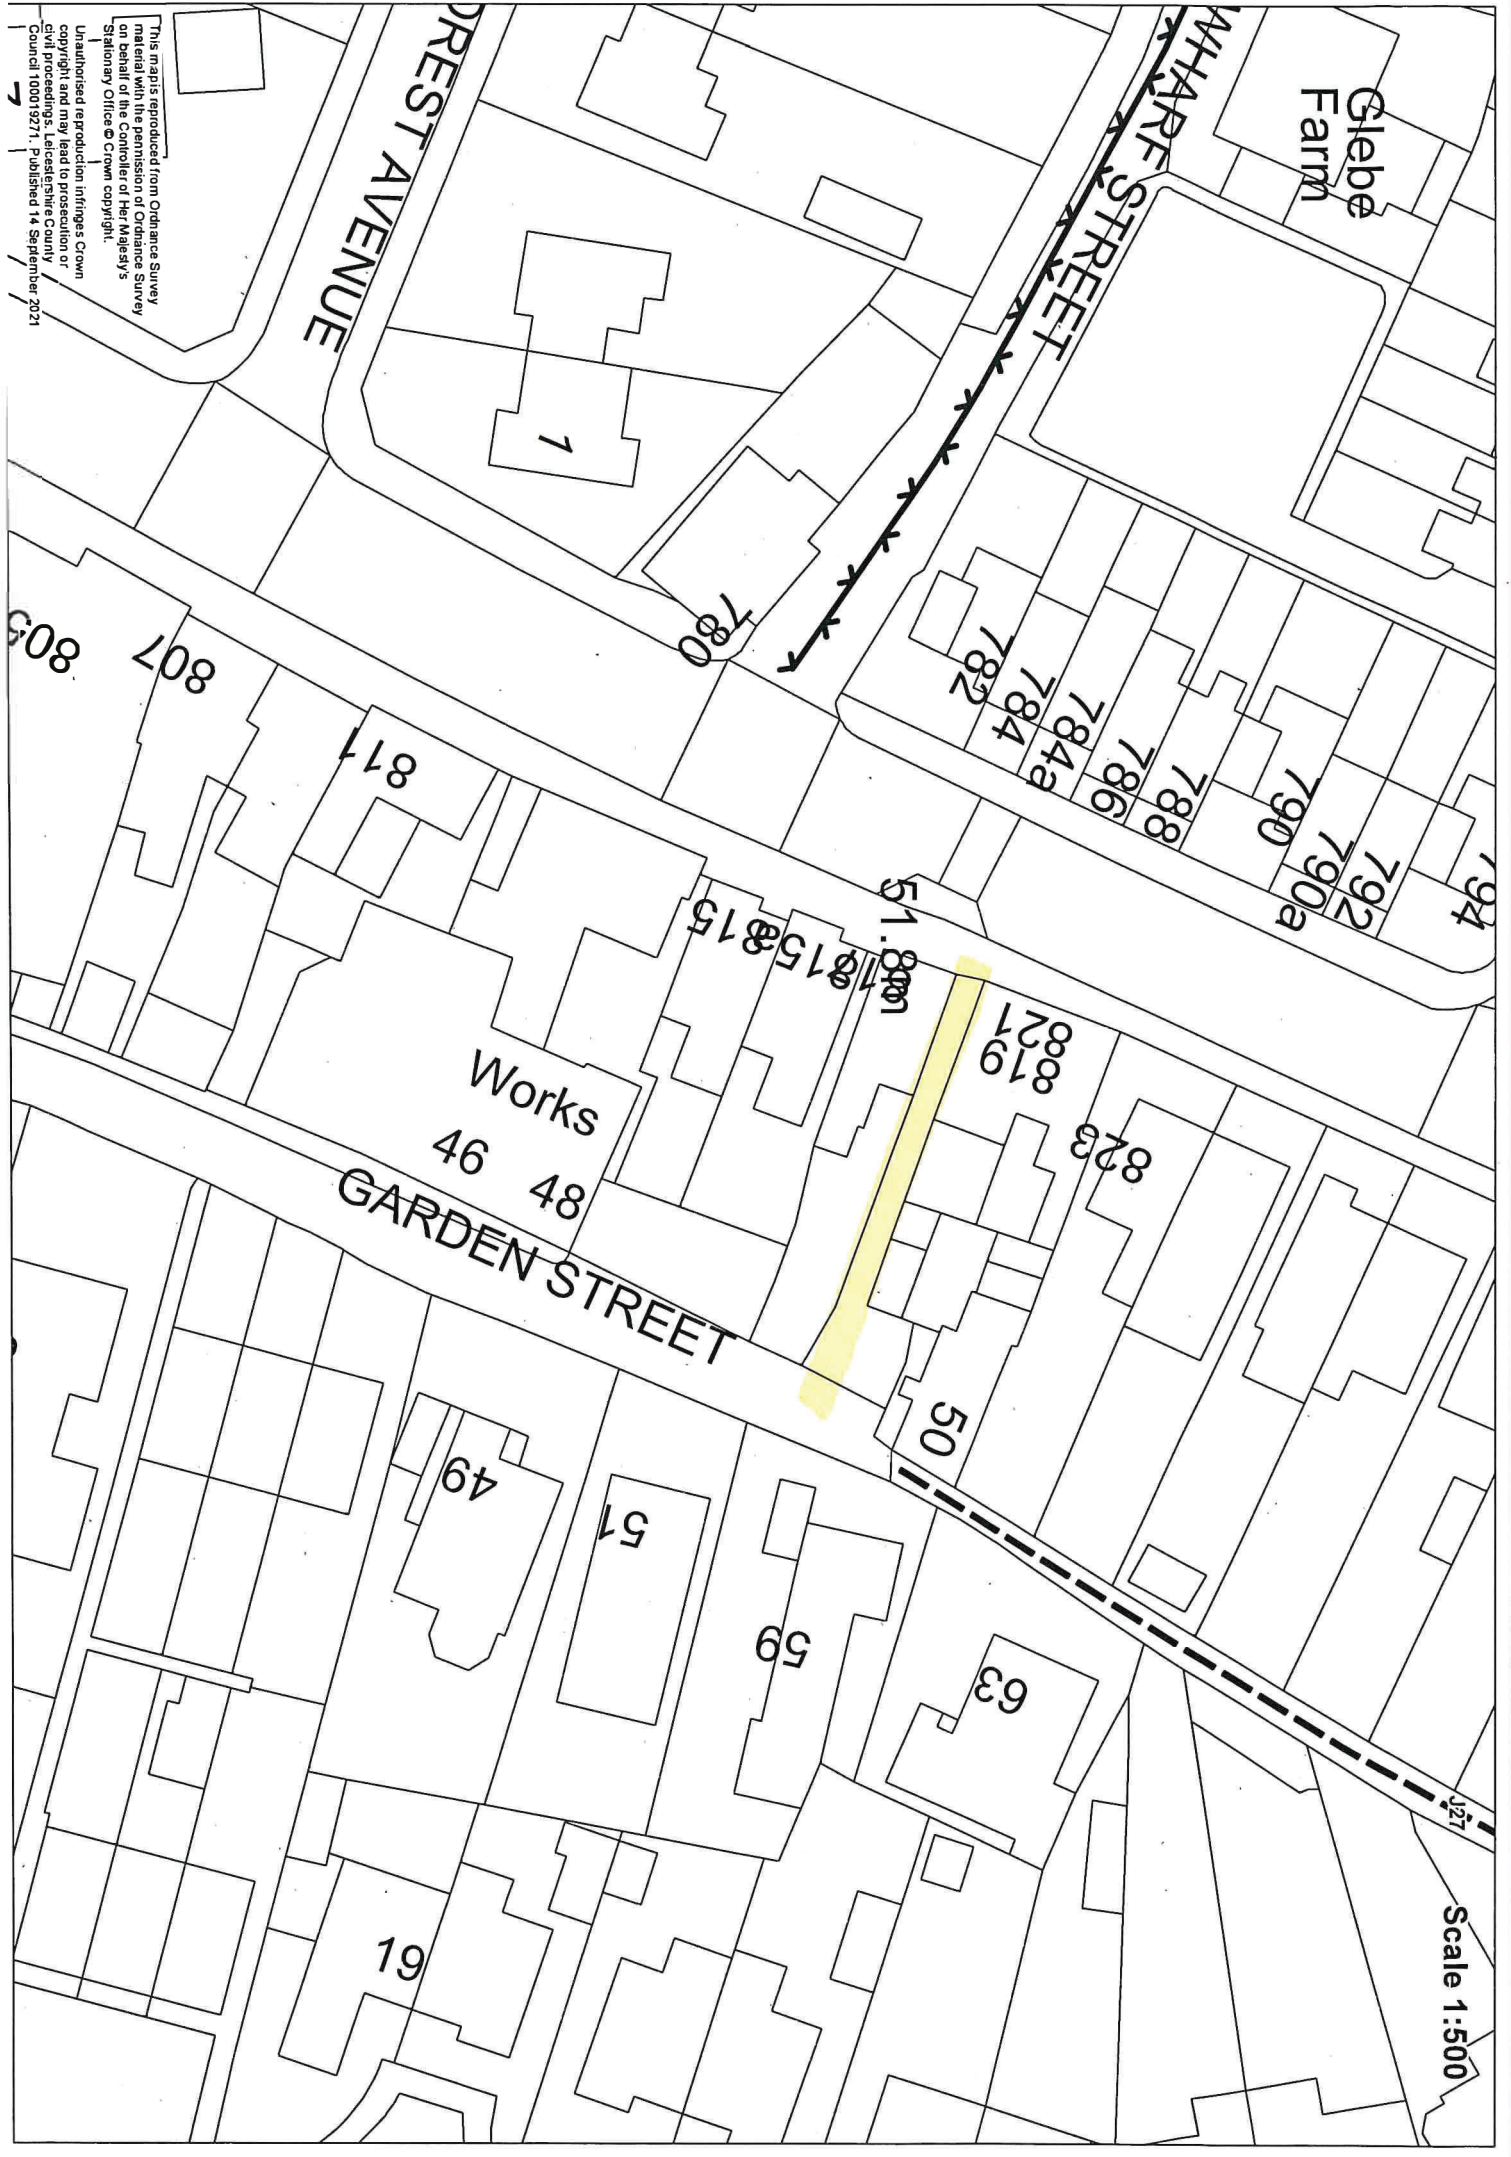 This map is reproduced from Ordnance Survey
material with the permission of Ordnance Survey
on behalf of the Controller of Her Majesty's
Stationary Office © Crown copyright.
Unauthorised reproduction infringes Crown
copyright and may lead to prosecution or
civil proceedings. Leicestershire County
Council 100019271. Published 14 September 2021
OREST AVENUE
WHARF STREET
Glebe
Farm
1
780
782
784
784a
786
788
790
790a
792
794
807
811
815
51.8m
821
819
823
Works
46
48
GARDEN STREET
50
49
51
59
63
19
J27
Scale 1:500